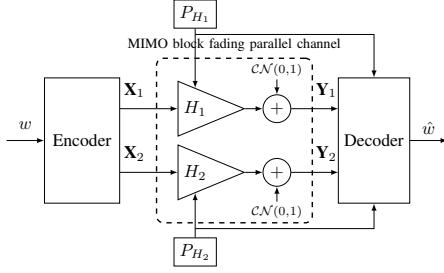 P_{H_1}
MIMO block fading parallel channel
𝒞𝒩(0,1)
X_1
Y_1
H_1
+
w
Encoder
Decoder
ŵ
X_2
Y_2
H_2
+
𝒞𝒩(0,1)
P_{H_2}